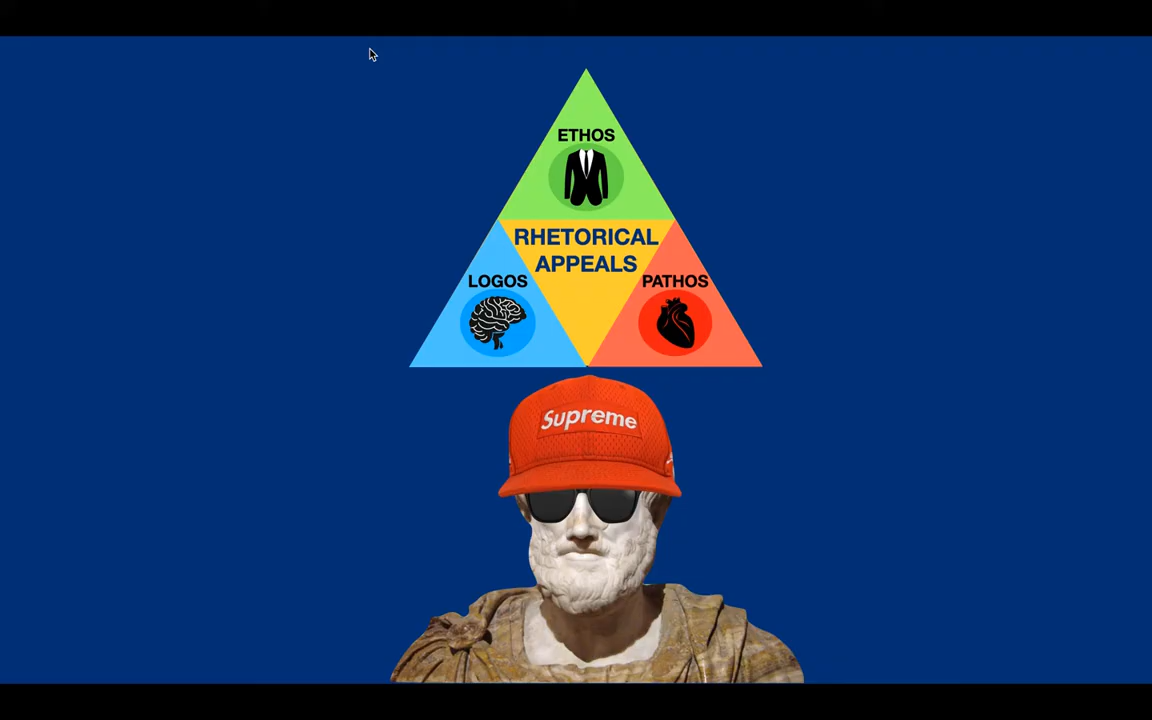 ETHOS
RHETORICAL
APPEALS
LOGOS
PATHOS
Supreme